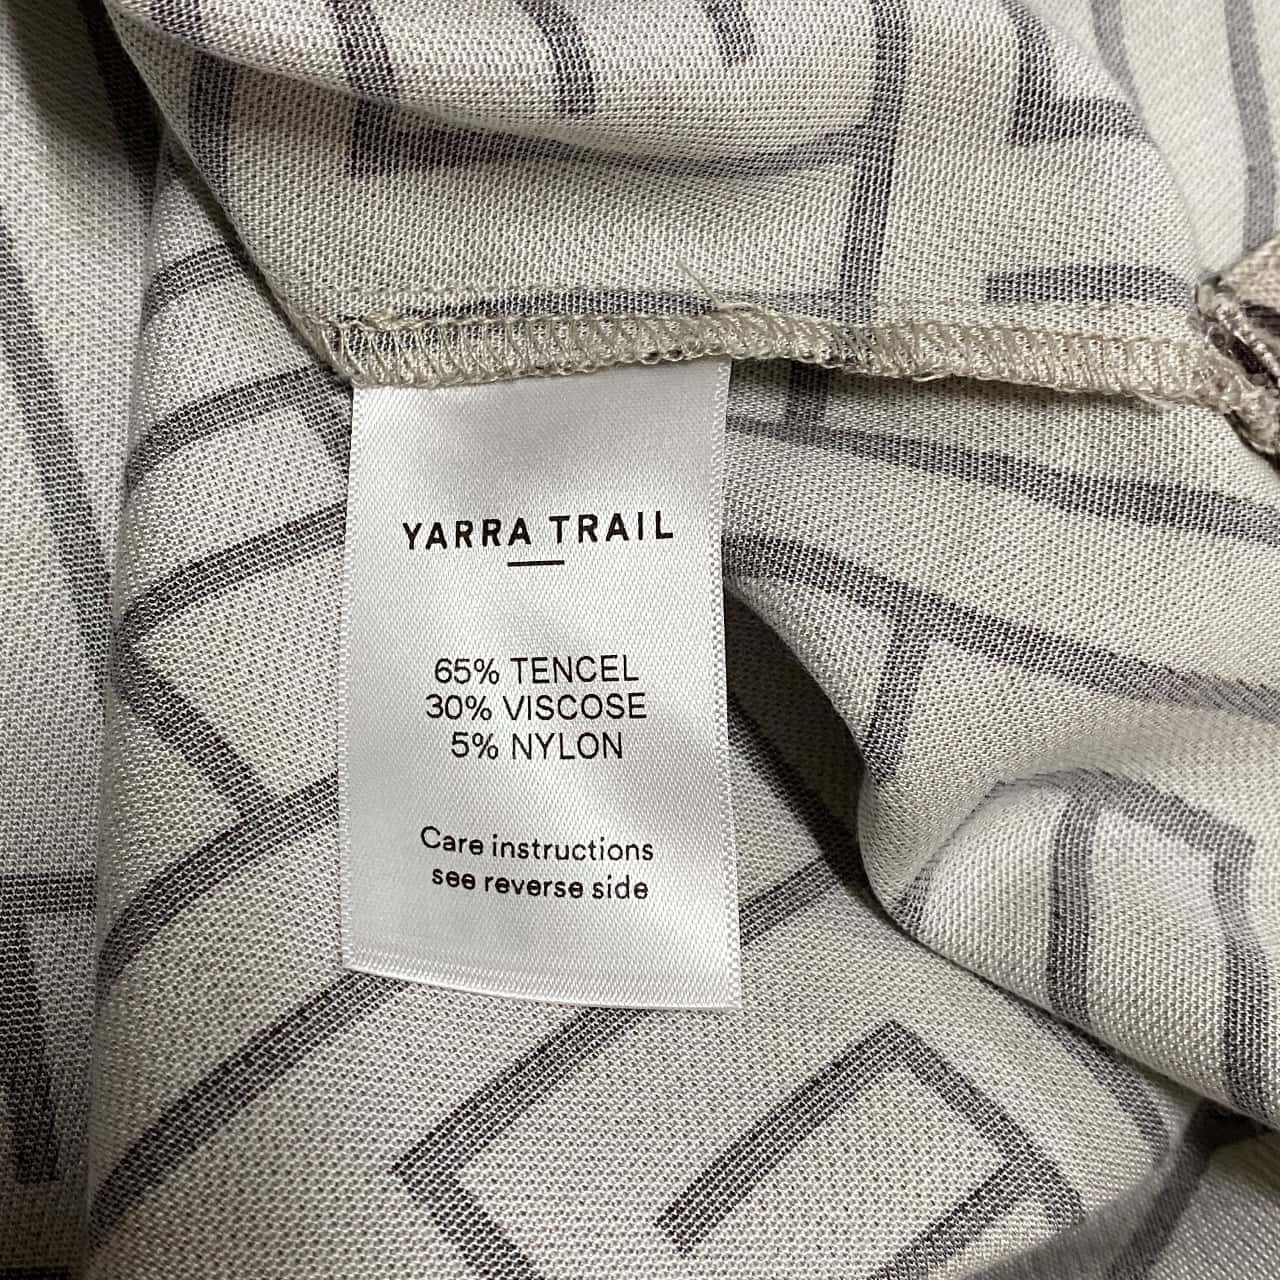 YARRA TRAIL
65% TENCEL
30% VISCOSE
5% NYLON
Care instructions
see reverse side